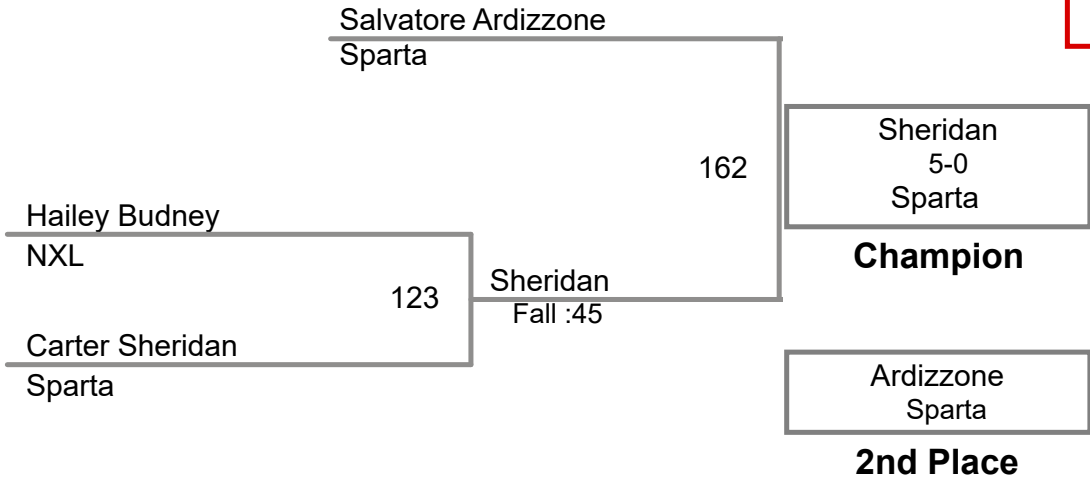 Salvatore Ardizzone
Sparta
Sheridan
5-0
Sparta
162
Hailey Budney
NXL
Champion
Sheridan
123
Fall :45
Carter Sheridan
Sparta
Ardizzone
Sparta
2nd Place